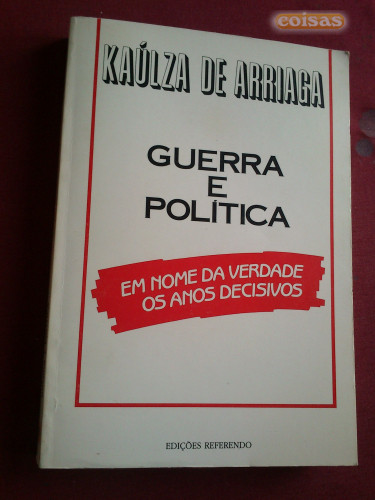 coisas
KAÚLZA DE ARRIAGA
GUERRA
E
POLÍTICA
EM NOME DA VERDADE
OS ANOS DECISIVOS
EDIÇÕES REFERENDO